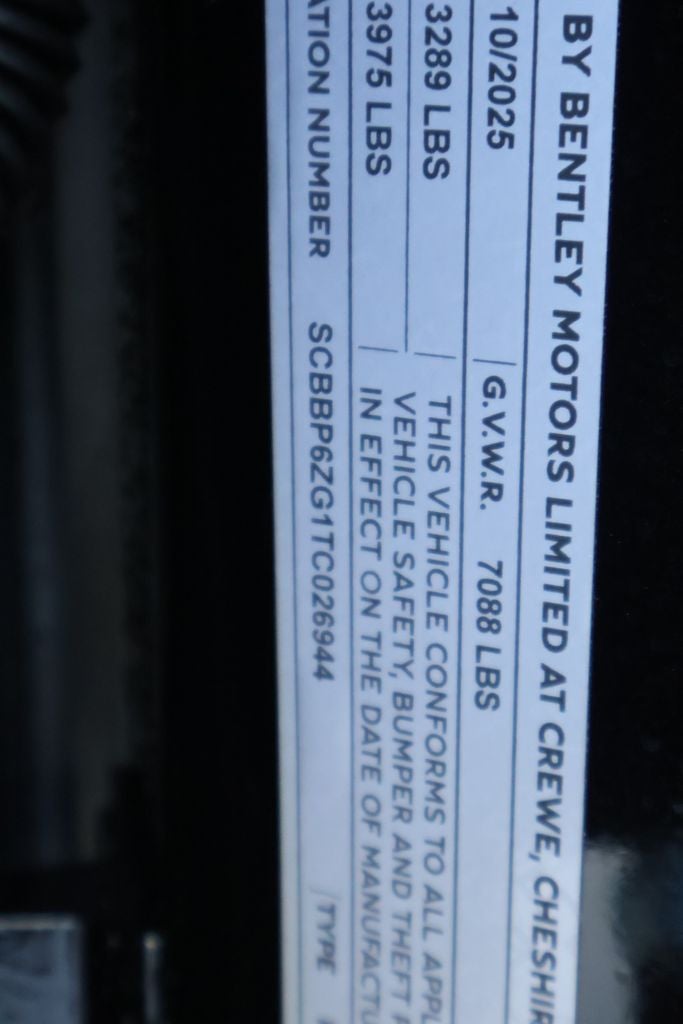 BY BENTLEY MOTORS LIMITED AT CREWE, CHESHIR
10/2025 G.V.W.R. 7088 LBS
3289 LBS THIS VEHICLE CONFORMS TO ALL APPL
VEHICLE SAFETY, BUMPER AND THEFT
3975 LBS IN EFFECT ON THE DATE OF MANUFACTU
ATION NUMBER SCBBP6ZG1TC026944 TYPE